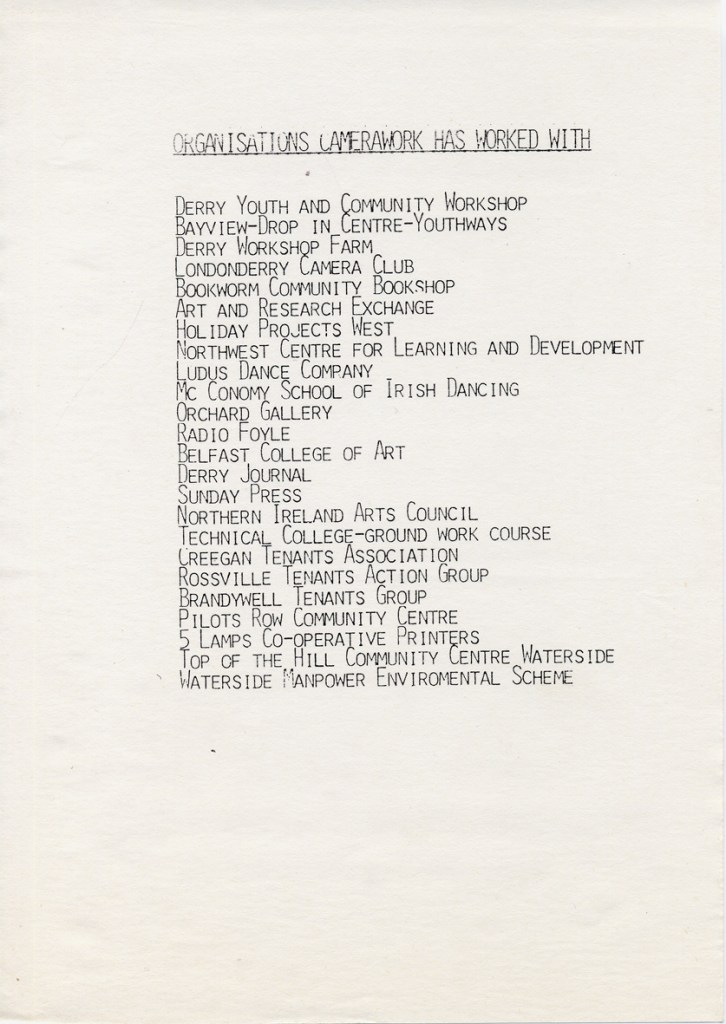 ORGANISATIONS CAMERAWORK HAS WORKED WITH
DERRY YOUTH AND COMMUNITY WORKSHOP
BAYVIEW-DROP IN CENTRE-YOUTHWAYS
DERRY WORKSHOP FARM
LONDONDERRY CAMERA CLUB
BOOKWORM COMMUNITY BOOKSHOP
ART AND RESEARCH EXCHANGE
HOLIDAY PROJECTS WEST
NORTHWEST CENTRE FOR LEARNING AND DEVELOPMENT
LUDUS DANCE COMPANY
MC CONOMY SCHOOL OF IRISH DANCING
ORCHARD GALLERY
RADIO FOYLE
BELFAST COLLEGE OF ART
DERRY JOURNAL
SUNDAY PRESS
NORTHERN IRELAND ARTS COUNCIL
TECHNICAL COLLEGE-GROUND WORK COURSE
CREEGAN TENANTS ASSOCIATION
ROSSVILLE TENANTS ACTION GROUP
BRANDYWELL TENANTS GROUP
PILOTS ROW COMMUNITY CENTRE
5 LAMPS CO-OPERATIVE PRINTERS
TOP OF THE HILL COMMUNITY CENTRE WATERSIDE
WATERSIDE MANPOWER ENVIROMENTAL SCHEME